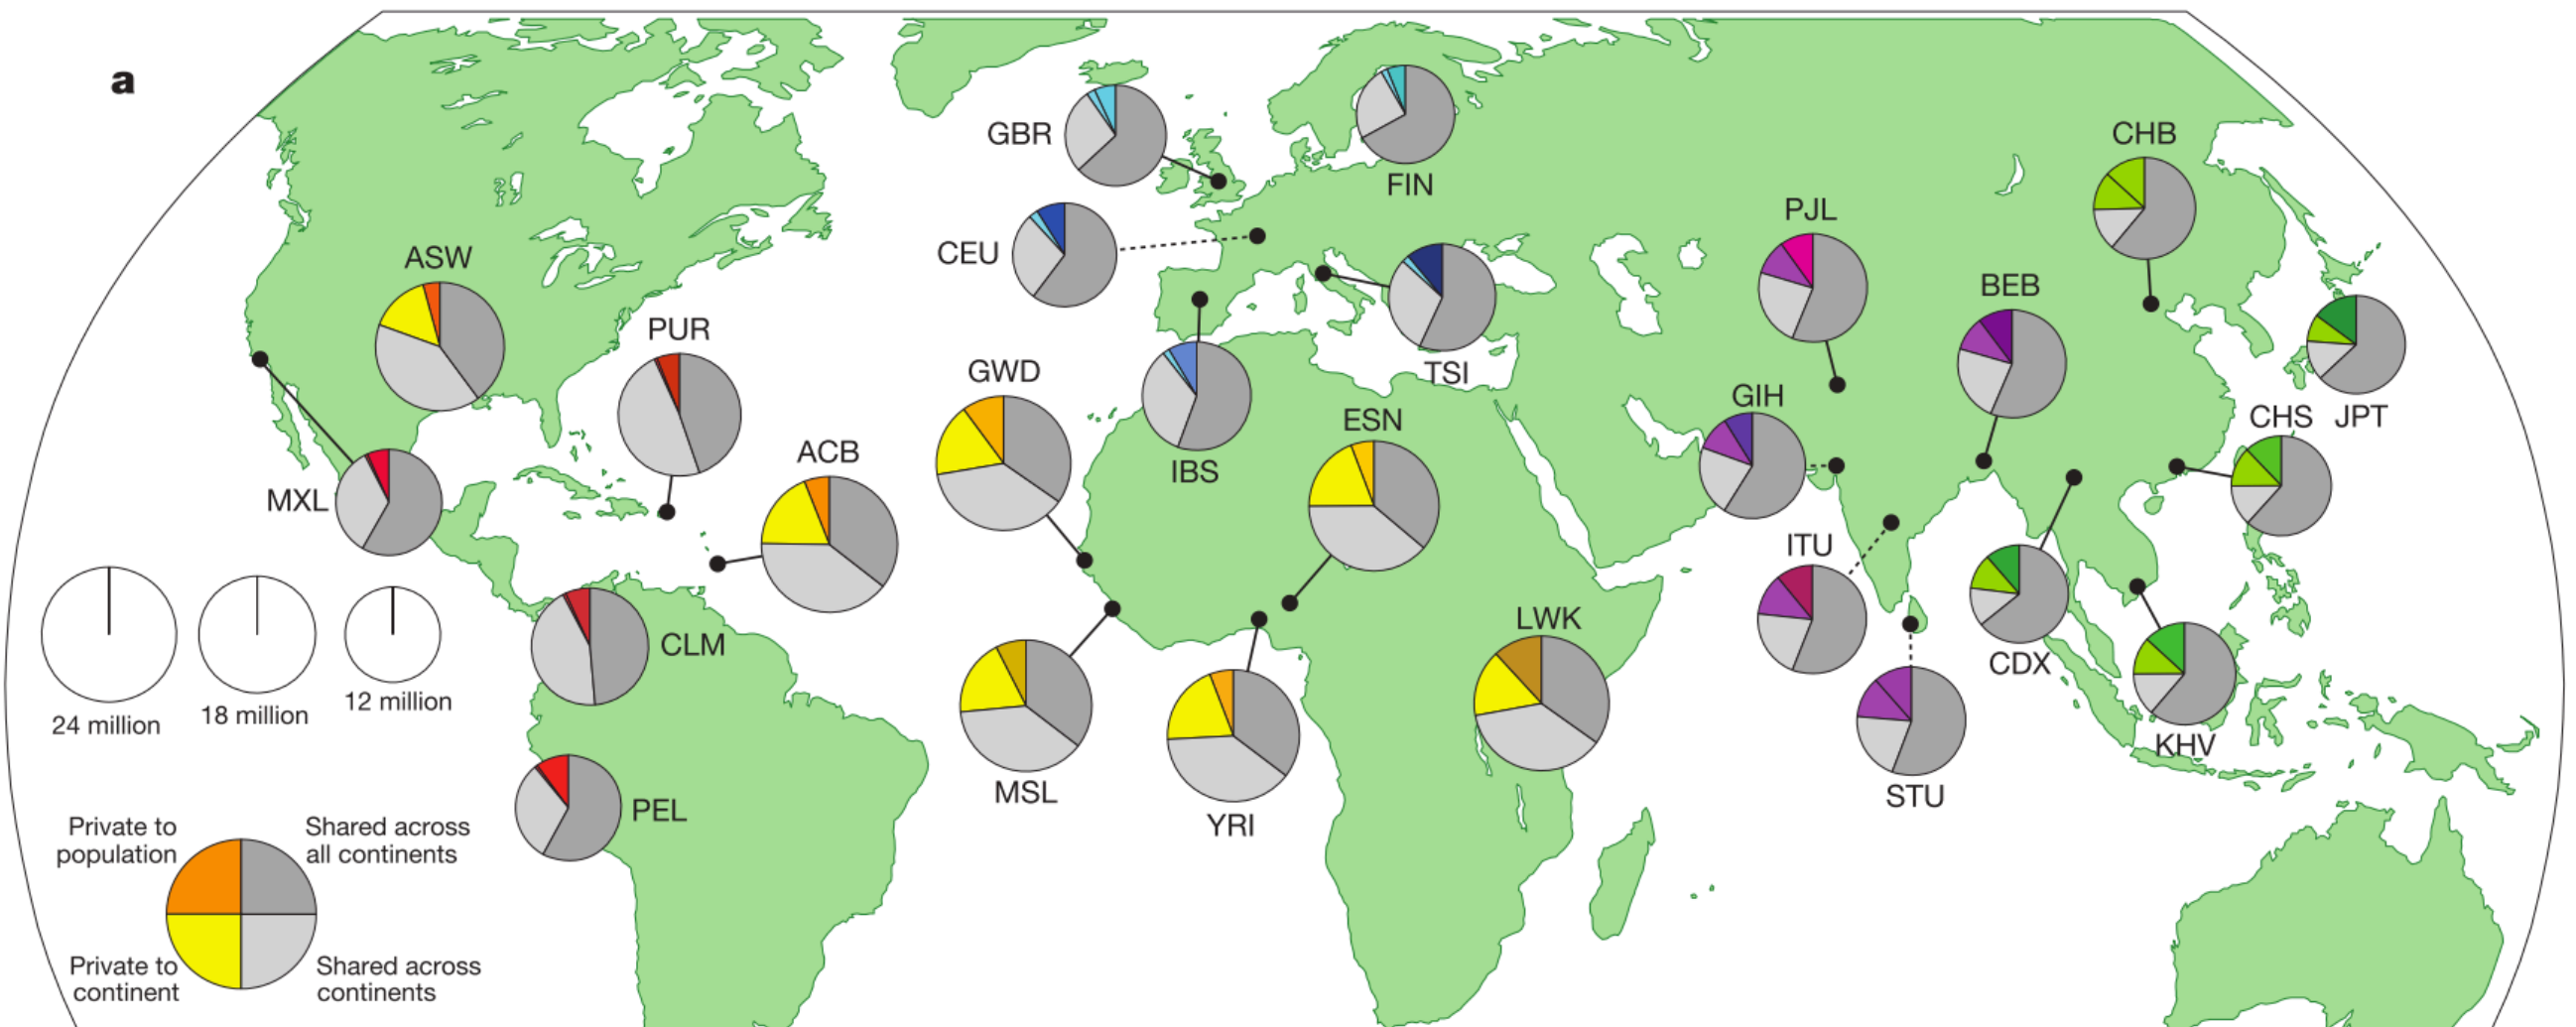 a
GBR
FIN
CHB
CEU
PJL
ASW
BEB
PUR
TSI
GWD
GIH
ESN
CHS
JPT
ACB
IBS
MXL
ITU
LWK
CLM
CDX
24 million
18 million
12 million
KHV
MSL
STU
PEL
YRI
Private to
population
Shared across
all continents
Private to
continent
Shared across
continents